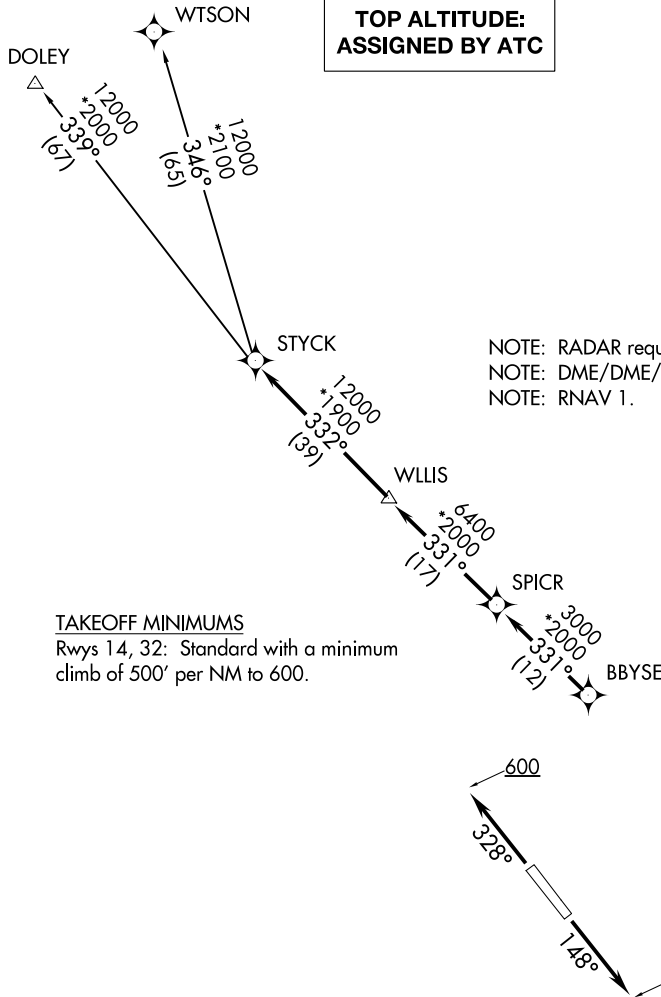 WTSON
TOP ALTITUDE:
ASSIGNED BY ATC
DOLEY
12000
*2000
339°
(67)
12000
*2100
346°
(65)
STYCK
NOTE: RADAR
NOTE: DME/DME/
NOTE: RNAV 1.
12000
*1900
332°
(39)
WLLIS
6400
*2000
331°
(17)
SPICR
3000
*2000
331°
(12)
BBYSE
TAKEOFF MINIMUMS
Rwys 14, 32: Standard with a minimum
climb of 500' per NM to 600.
600
328°
148°